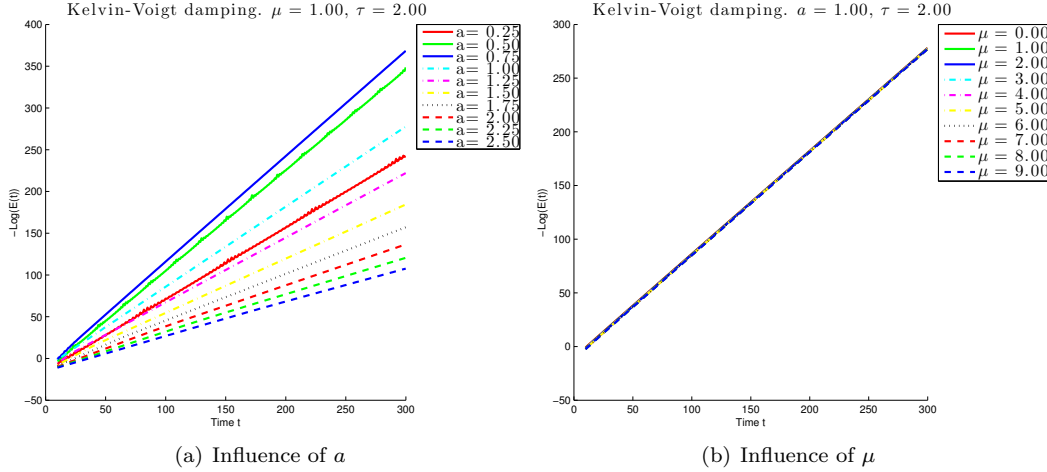 Kelvin-Voigt damping. μ = 1.00, τ = 2.00
400
350
300
250
200
150
100
50
0
−50
−Log(E(t))
0
50
100
150
200
250
300
Time t
a= 0.25
a= 0.50
a= 0.75
a= 1.00
a= 1.25
a= 1.50
a= 1.75
a= 2.00
a= 2.25
a= 2.50
(a) Influence of a
Kelvin-Voigt damping. a = 1.00, τ = 2.00
300
250
200
150
100
50
0
−50
−Log(E(t))
0
50
100
150
200
250
300
Time t
μ = 0.00
μ = 1.00
μ = 2.00
μ = 3.00
μ = 4.00
μ = 5.00
μ = 6.00
μ = 7.00
μ = 8.00
μ = 9.00
(b) Influence of μ